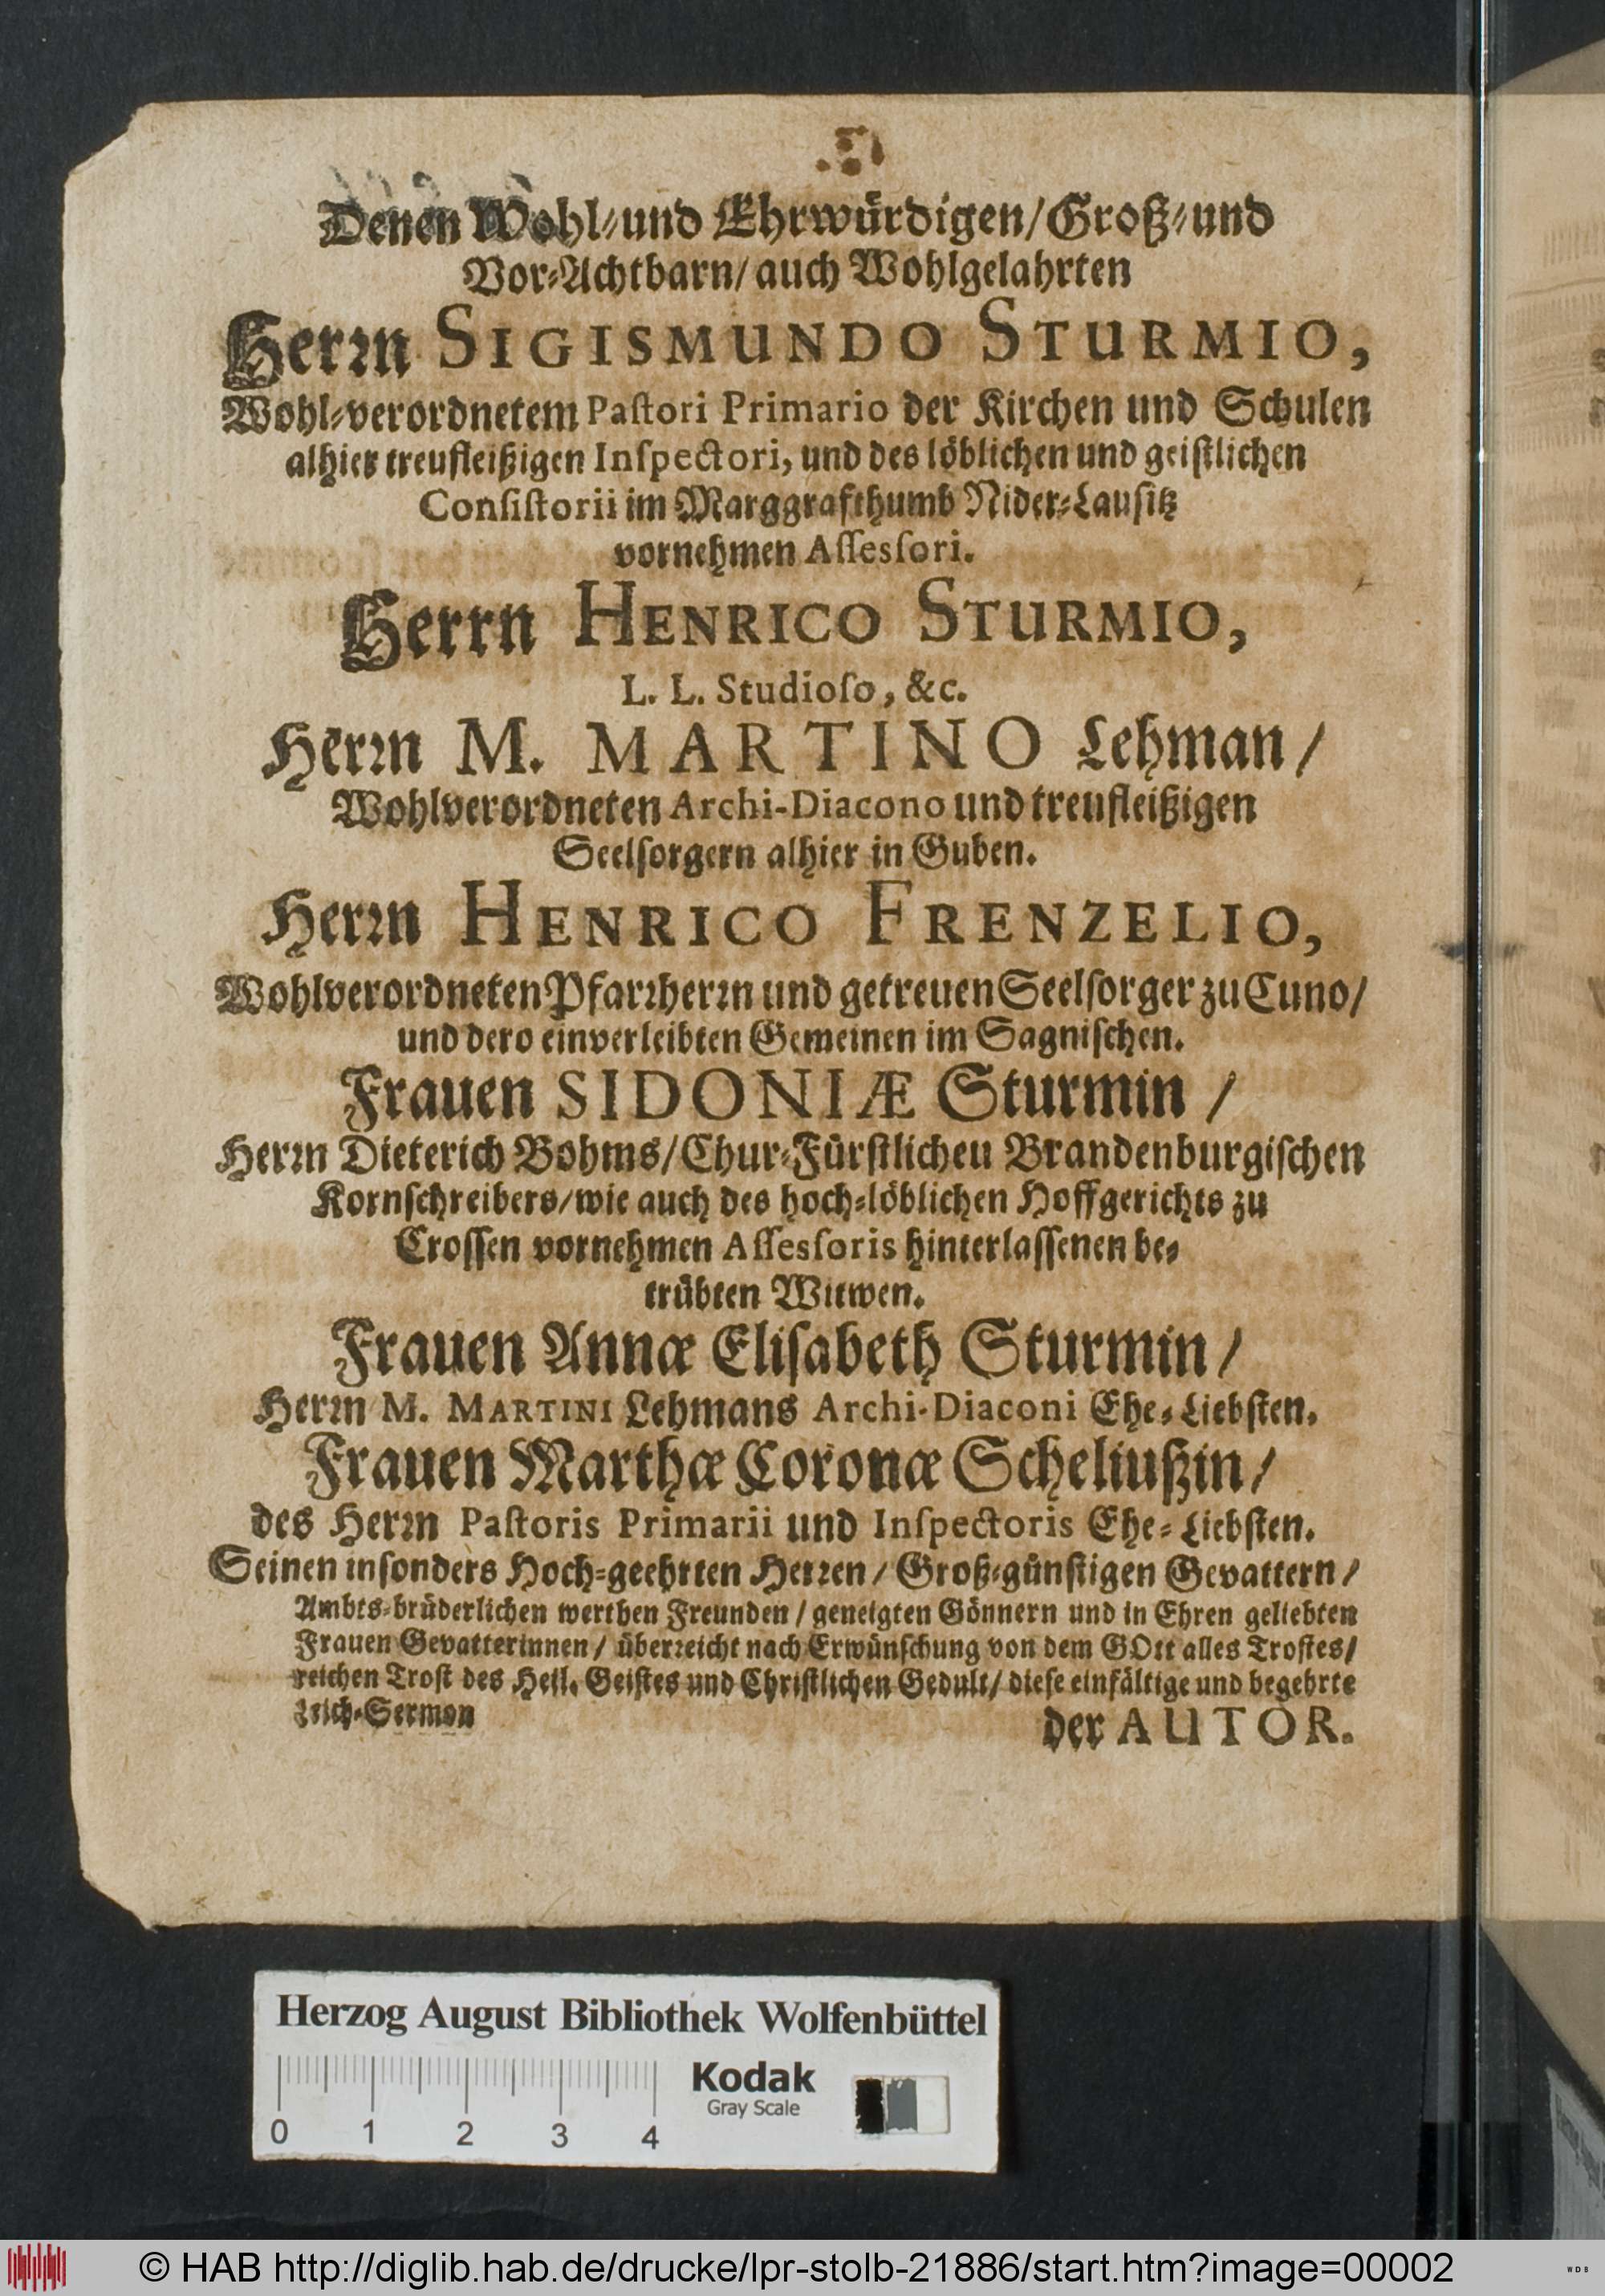 Denen Wohl-und Ehrwürdigen/Groß-und
Vor-Achtbarn/ auch Wohlgelahrten
Herrn SIGISMUNDO STURMIO,
Wohl-verordnetem Paſtori Primario der Kirchen und Schulen
alhier treufleißigen Inſpectori, und des löblichen und geiſtlichen
Conſiſtorii im Marggrafthumb Nider-Lauſitz
vornehmen Aſſesſori.
Herrn HENRICO STURMIO,
L. L. Studioſo, &c.
Herrn M. MARTINO Lehman/
Wohlverordneten Archi-Diacono und treufleißigen
Seelſorgern alhier in Guben.
Herrn HENRICO FRENZELIO,
Wohlverordneten Pfarrherrn und getreuen Seelſorger zu Cuno/
und dero einverleibten Gemeinen im Sagniſchen.
Frauen SIDONIÆ Sturmin /
Herrn Dieterich Bohms/Chur-Fürſtlicheu Brandenburgiſchen
Kornſchreibers/wie auch des hoch-löblichen Hoffgerichts zu
Croſſen vornehmen Aſſesſoris hinterlaſſenen be-
trübten Wittwen.
Frauen Annæ Eliſabeth Sturmin/
Herrn M. MARTINI Lehmans Archi-Diaconi Ehe-Liebſten.
Frauen Marthæ Coronæ Scheliußin/
des Herrn Paſtoris Primarii und Inſpectoris Ehe-Liebſten.
Seinen inſonders Hoch-geehrten Herren/ Groß-günſtigen Gevattern/
Ambts-brüderlichen werthen Freunden/ geneigten Gönnern und in Ehren geliebten
Frauen Gevatterinnen/ überreicht nach Erwünſchung von dem GOtt alles Troſtes/
reichen Troſt des Heil. Geiſtes und Chriſtlichen Gedult/ dieſe einfältige und begehrte
Leich-Sermon
der AUTOR.
Herzog August Bibliothek Wolfenbüttel
Kodak
Gray Scale
0 1 2 3 4
© HAB http://diglib.hab.de/drucke/lpr-stolb-21886/start.htm?image=00002
WDB